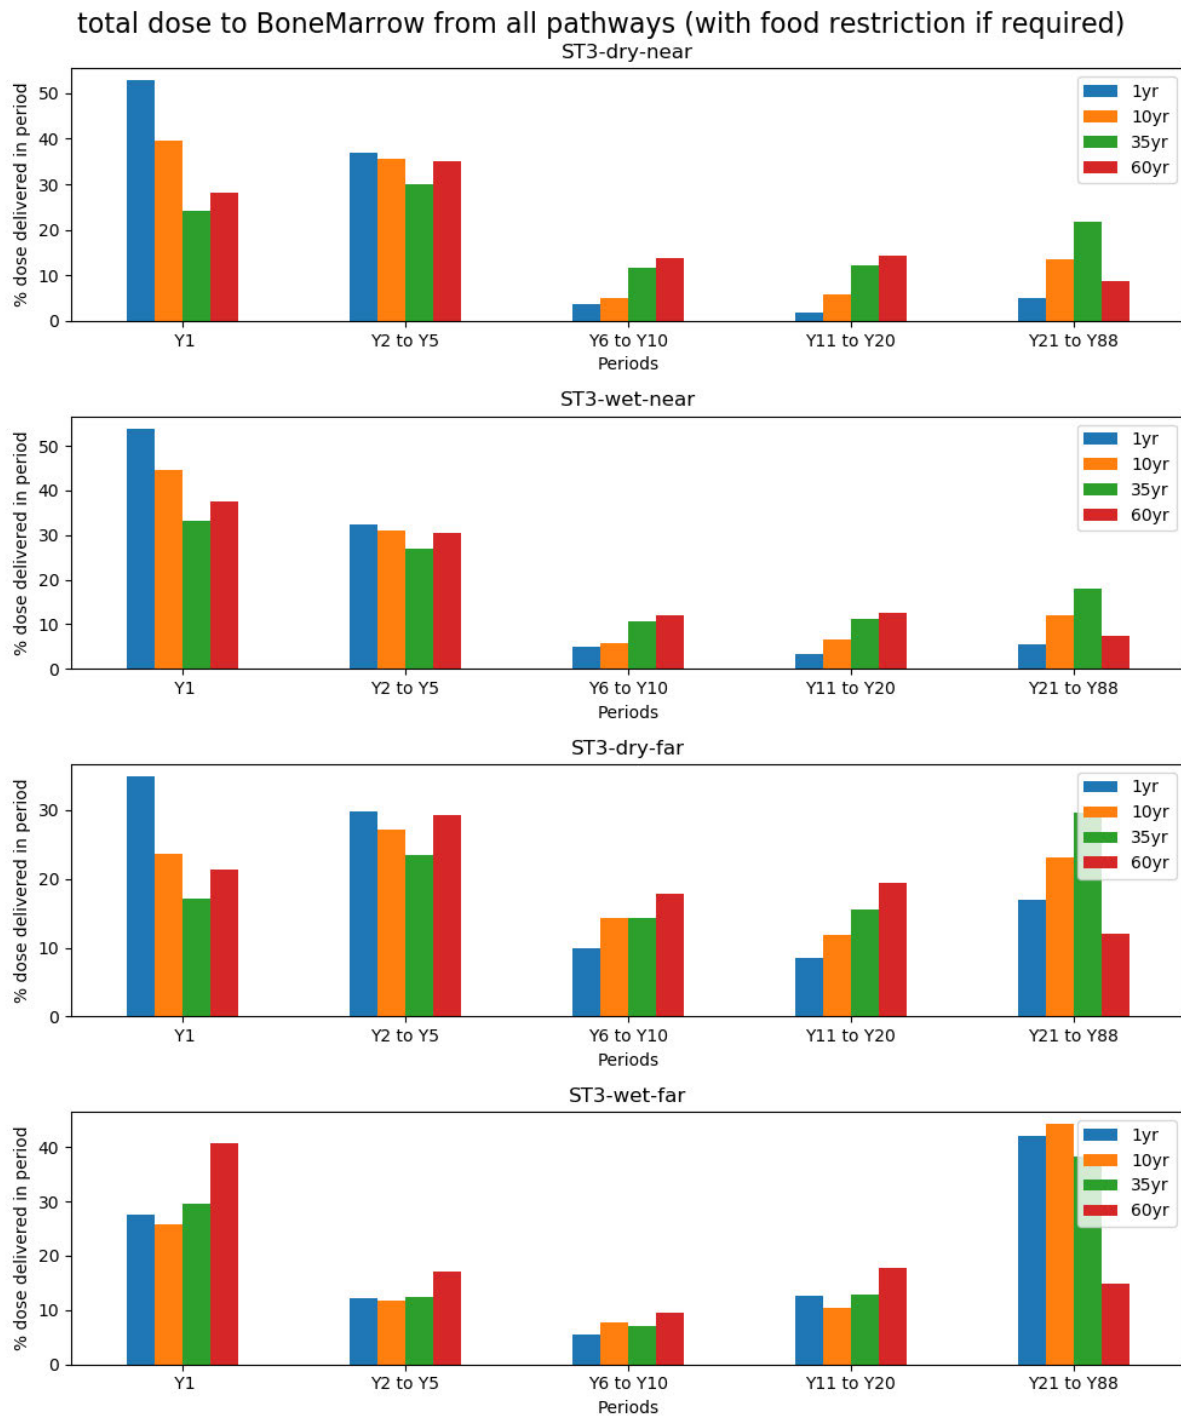 total dose to BoneMarrow from all pathways (with food restriction if required)
ST3-dry-near
% dose delivered in period
50
40
30
20
10
0
1yr
10yr
35yr
60yr
Y1 Y2 to Y5 Y6 to Y10 Y11 to Y20 Y21 to Y88
Periods
ST3-wet-near
% dose delivered in period
50
40
30
20
10
0
1yr
10yr
35yr
60yr
Y1 Y2 to Y5 Y6 to Y10 Y11 to Y20 Y21 to Y88
Periods
ST3-dry-far
% dose delivered in period
30
20
10
0
1yr
10yr
35yr
60yr
Y1 Y2 to Y5 Y6 to Y10 Y11 to Y20 Y21 to Y88
Periods
ST3-wet-far
% dose delivered in period
40
30
20
10
0
1yr
10yr
35yr
60yr
Y1 Y2 to Y5 Y6 to Y10 Y11 to Y20 Y21 to Y88
Periods